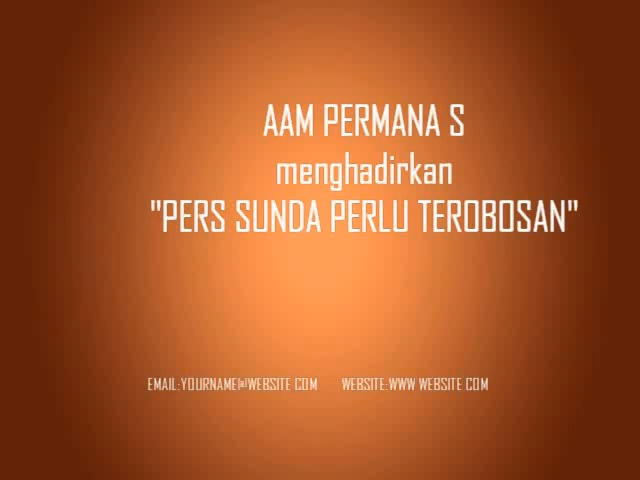 AAM PERMANA S
menghadirkan
"PERS SUNDA PERLU TEROBOSAN"
EMAIL:YOURNAME@WEBSITE COM WEBSITE:WWW WEBSITE COM